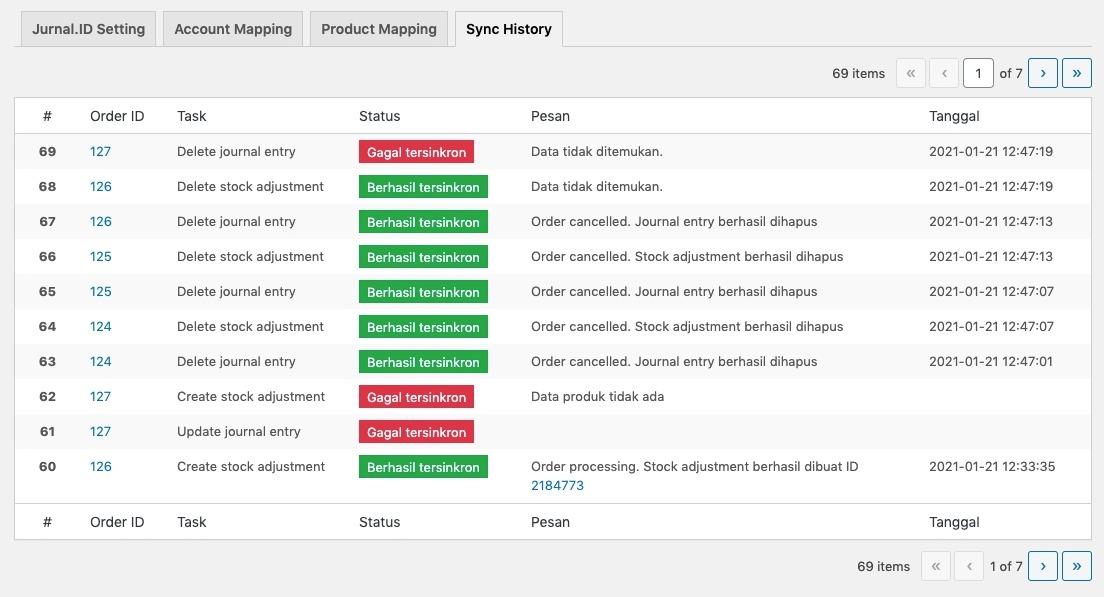 Jurnal.ID Setting Account Mapping Product Mapping Sync History
69 items « ‹ 1 of 7 › »
# Order ID Task Status Pesan Tanggal
69 127 Delete journal entry Gagal tersinkron Data tidak ditemukan. 2021-01-21 12:47:19
68 126 Delete stock adjustment Berhasil tersinkron Data tidak ditemukan. 2021-01-21 12:47:19
67 126 Delete journal entry Berhasil tersinkron Order cancelled. Journal entry berhasil dihapus 2021-01-21 12:47:13
66 125 Delete stock adjustment Berhasil tersinkron Order cancelled. Stock adjustment berhasil dihapus 2021-01-21 12:47:13
65 125 Delete journal entry Berhasil tersinkron Order cancelled. Journal entry berhasil dihapus 2021-01-21 12:47:07
64 124 Delete stock adjustment Berhasil tersinkron Order cancelled. Stock adjustment berhasil dihapus 2021-01-21 12:47:07
63 124 Delete journal entry Berhasil tersinkron Order cancelled. Journal entry berhasil dihapus 2021-01-21 12:47:01
62 127 Create stock adjustment Gagal tersinkron Data produk tidak ada
61 127 Update journal entry Gagal tersinkron
60 126 Create stock adjustment Berhasil tersinkron Order processing. Stock adjustment berhasil dibuat ID 2021-01-21 12:33:35
2184773
# Order ID Task Status Pesan Tanggal
69 items « ‹ 1 of 7 › »